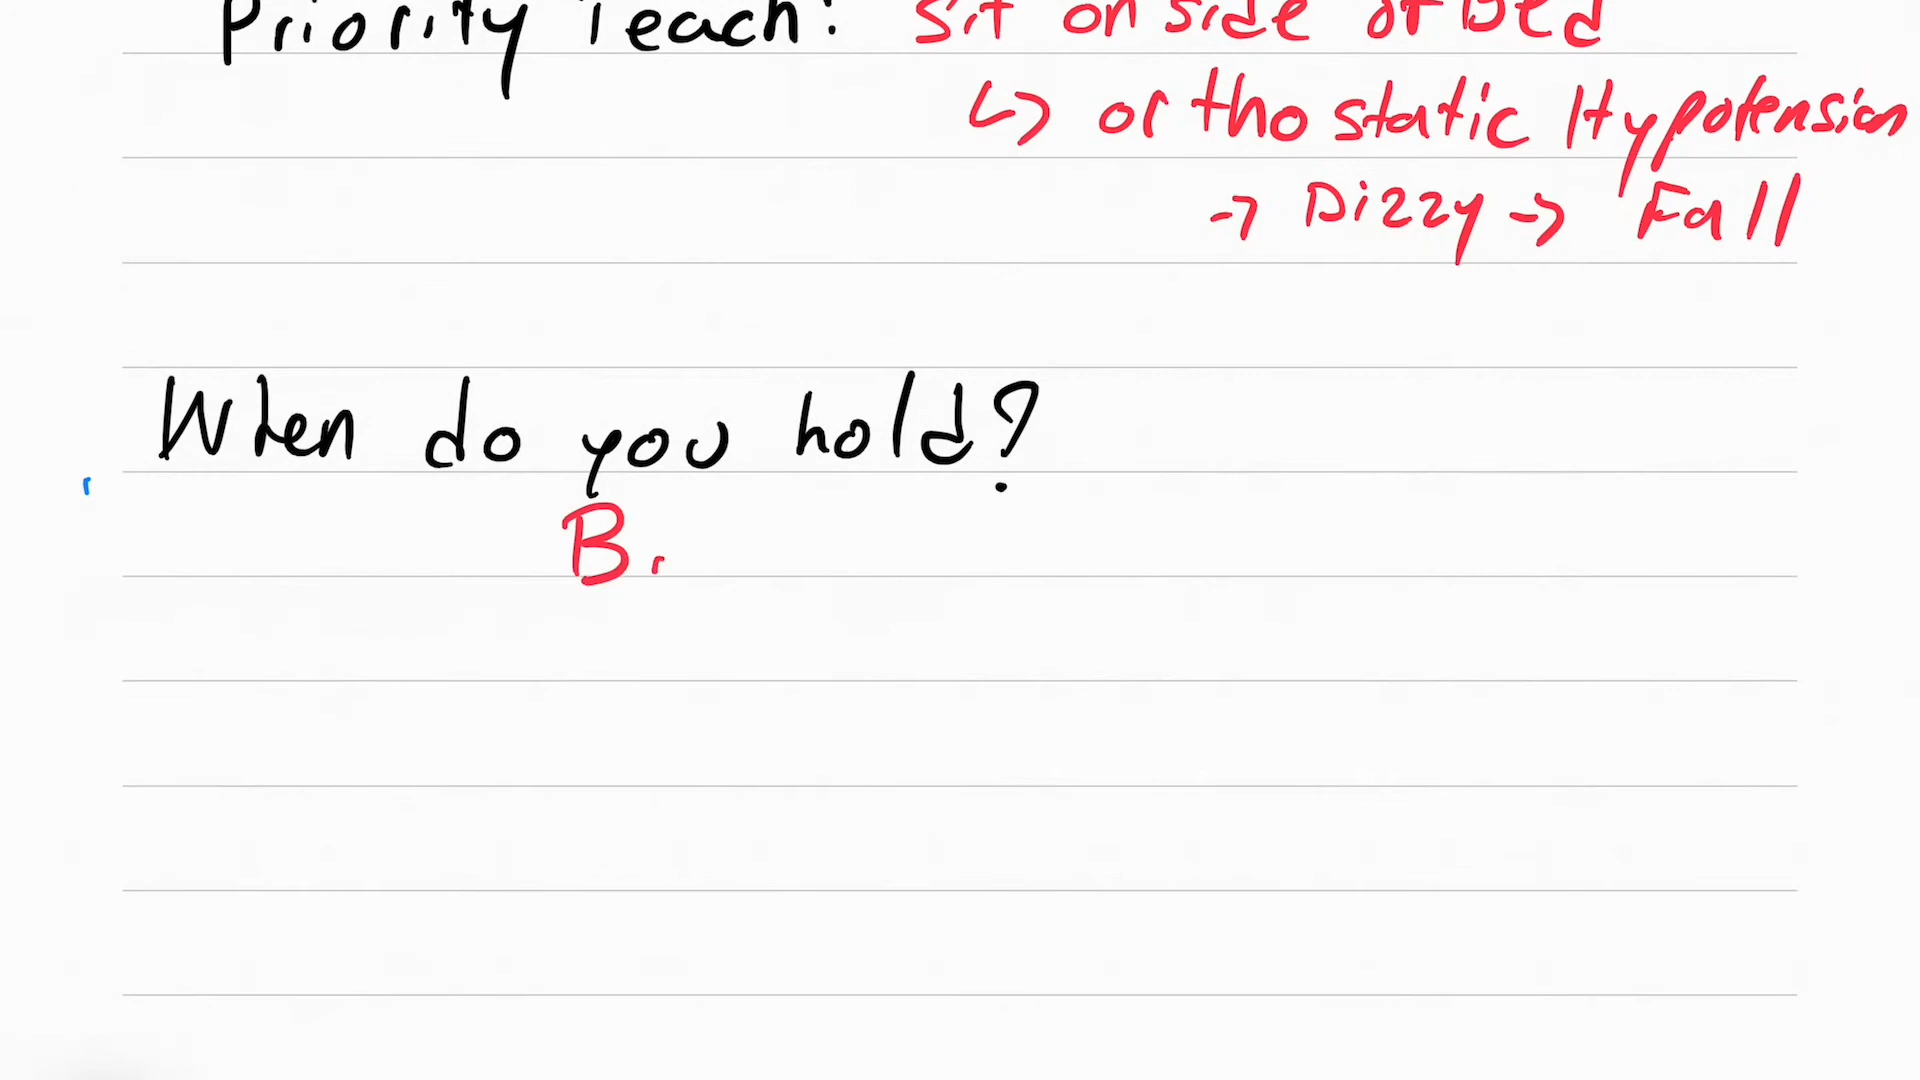 Priority Teach: Sit on side of Bed
↳ orthostatic Hypotension
→ Dizzy → Fall
When do you hold?
B